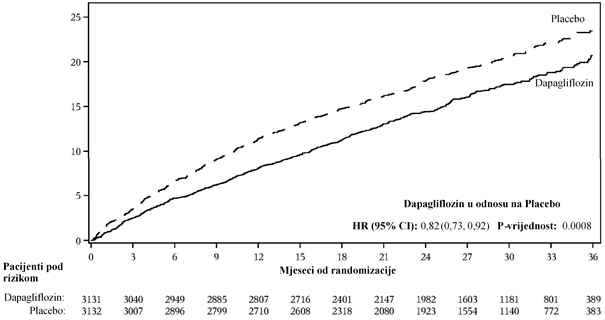 25
Placebo
20
Dapagliflozin
15
10
5
Dapagliflozin u odnosu na Placebo
HR (95% CI): 0,82 (0,73, 0,92) P-vrijednost: 0.0008
0
0 3 6 9 12 15 18 21 24 27 30 33 36
Mjeseci od randomizacije
Pacijenti pod
rizikom
Dapagliflozin: 3131 3040 2949 2885 2807 2716 2401 2147 1982 1603 1181 801 389
Placebo: 3132 3007 2896 2799 2710 2608 2318 2080 1923 1554 1140 772 383